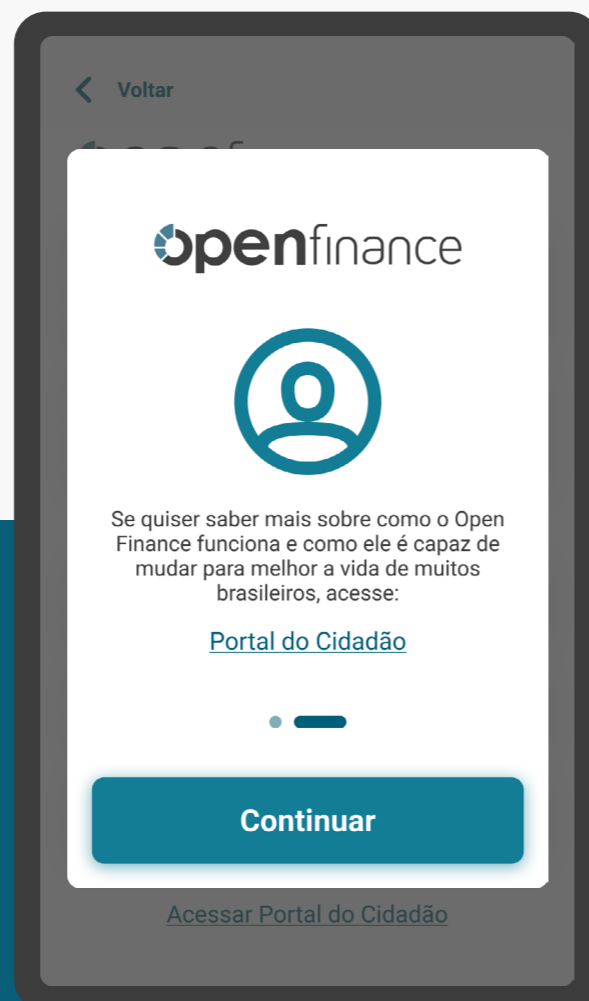 Voltar
openfinance
Se quiser saber mais sobre como o Open
Finance funciona e como ele é capaz de
mudar para melhor a vida de muitos
brasileiros, acesse:
Portal do Cidadão
Continuar
Acessar Portal do Cidadão